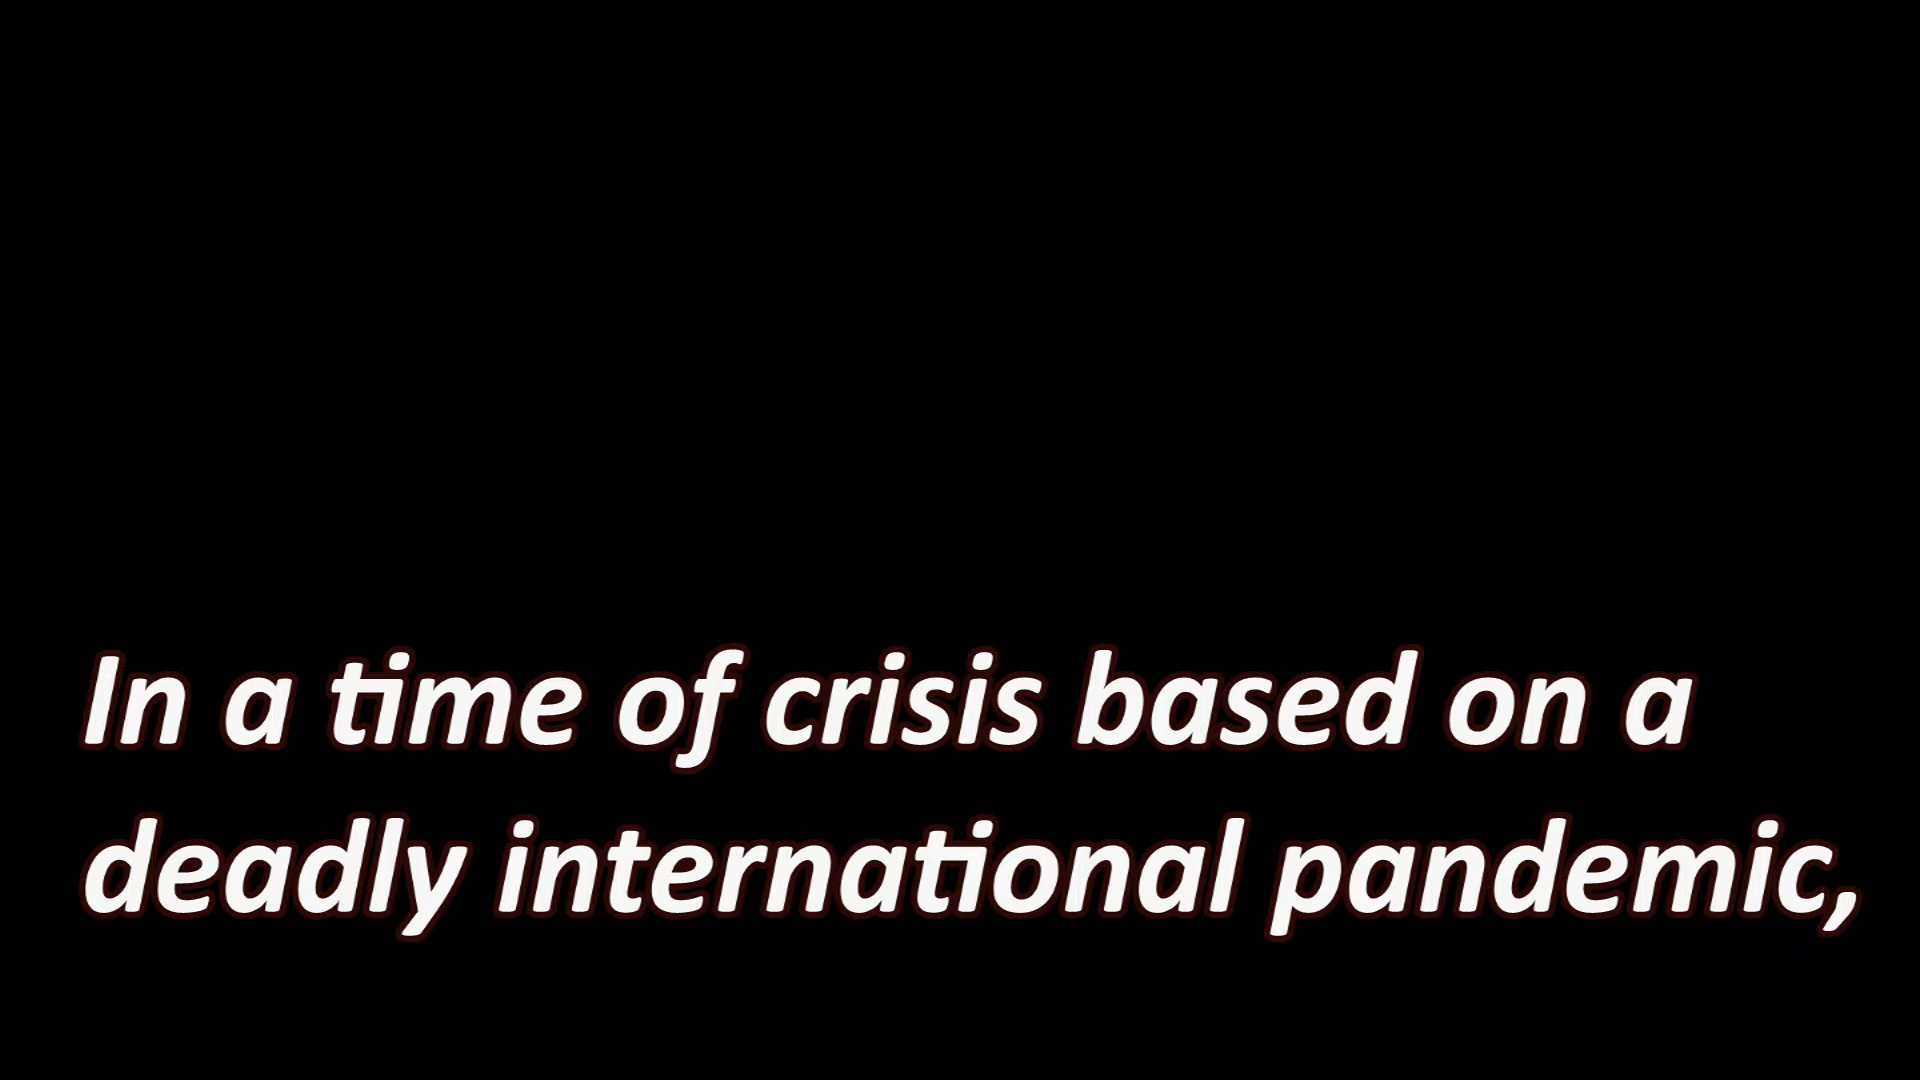 In a time of crisis based on a
deadly international pandemic,